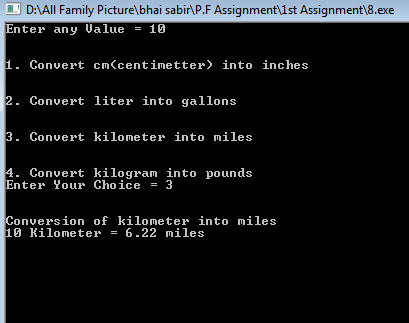 D:\All Family Picture\bhai sabir\P.F Assignment\1st Assignment\8.exe
Enter any Value = 10
1. Convert cm(centimetter) into inches
2. Convert liter into gallons
3. Convert kilometer into miles
4. Convert kilogram into pounds
Enter Your Choice = 3
Conversion of kilometer into miles
10 Kilometer = 6.22 miles